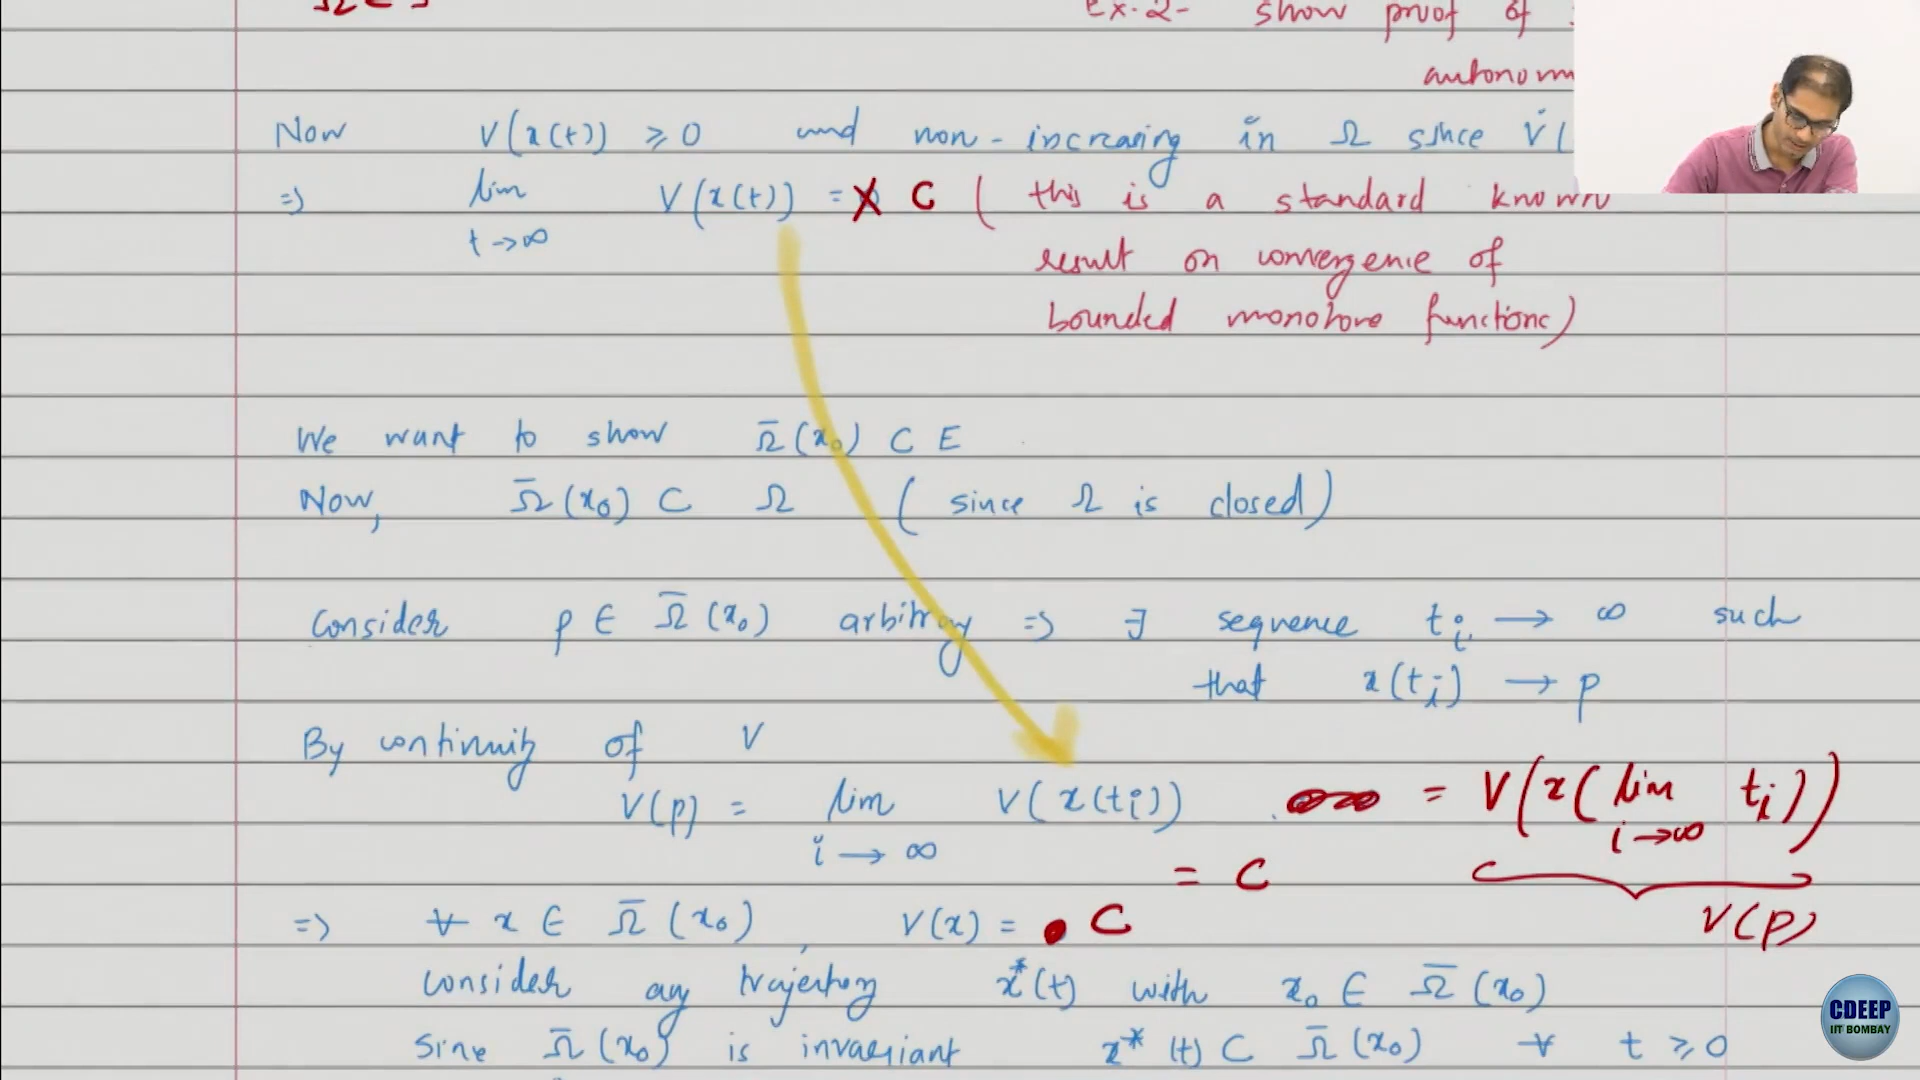 Ex. 2 - show proof of
autonom
Now V(x(t)) ≥ 0 and non-increasing in Ω since V̇(
⇒ lim t→∞ V(x(t)) = C ( this is a standard known
result on convergence of
bounded monotone functions)
We want to show Ω̄(x₀) ⊂ E
Now, Ω̄(x₀) ⊂ Ω ( since Ω is closed )
Consider p ∈ Ω̄(x₀) arbitray ⇒ ∃ sequence tᵢ → ∞ such
that x(tᵢ) → p
By continuity of V
V(p) = lim i→∞ V(x(tᵢ)) = V(x(lim i→∞ tᵢ))
= C
V(p)
⇒ ∀ x ∈ Ω̄(x₀), V(x) = C
consider any trajectory x*(t) with x₀ ∈ Ω̄(x₀)
Sine Ω̄(x₀) is invariant x*(t) ⊂ Ω̄(x₀) ∀ t ≥ 0
CDEEP
IIT BOMBAY